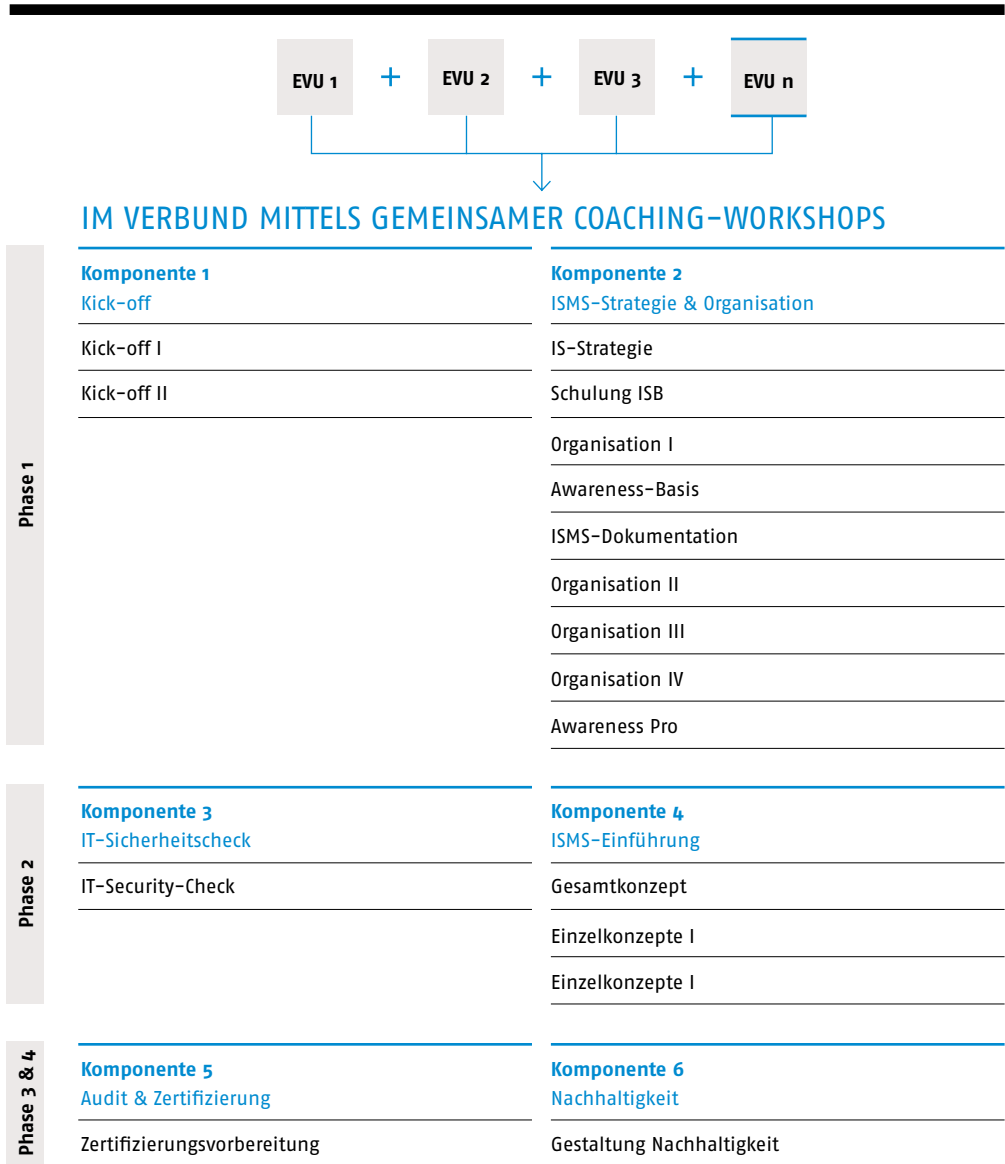 EVU 1 + EVU 2 + EVU 3 + EVU n
IM VERBUND MITTELS GEMEINSAMER COACHING-WORKSHOPS
Phase 1
Komponente 1
Kick-off
Kick-off I
Kick-off II
Komponente 2
ISMS-Strategie & Organisation
IS-Strategie
Schulung ISB
Organisation I
Awareness-Basis
ISMS-Dokumentation
Organisation II
Organisation III
Organisation IV
Awareness Pro
Phase 2
Komponente 3
IT-Sicherheitscheck
IT-Security-Check
Komponente 4
ISMS-Einführung
Gesamtkonzept
Einzelkonzepte I
Einzelkonzepte I
Phase 3 & 4
Komponente 5
Audit & Zertifizierung
Zertifizierungsvorbereitung
Komponente 6
Nachhaltigkeit
Gestaltung Nachhaltigkeit